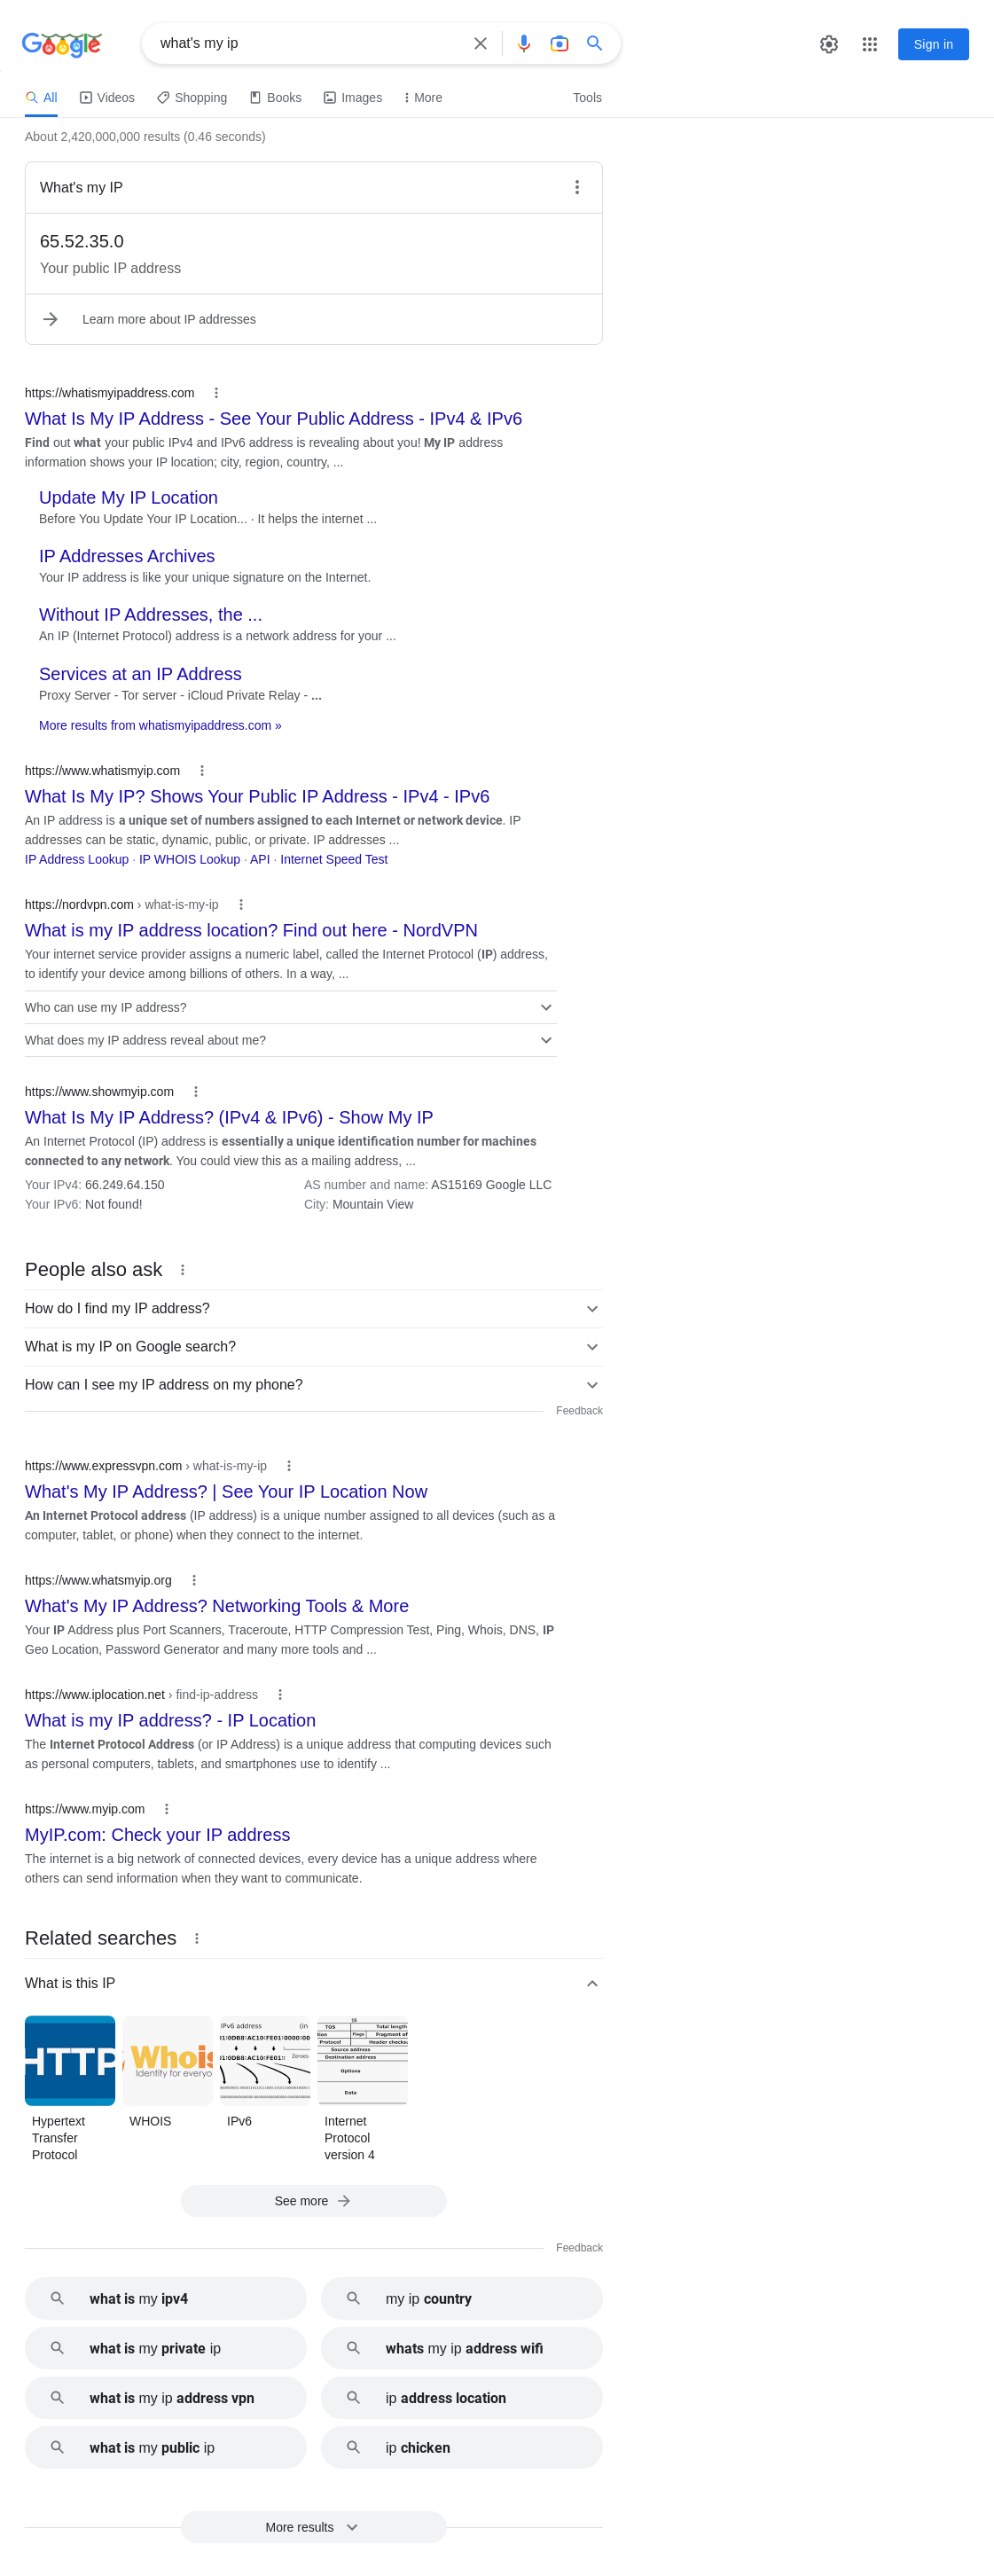 Google
what's my ip
Sign in
All
Videos
Shopping
Books
Images
More
Tools
About 2,420,000,000 results (0.46 seconds)
What's my IP
65.52.35.0
Your public IP address
Learn more about IP addresses
https://whatismyipaddress.com
What Is My IP Address - See Your Public Address - IPv4 & IPv6
Find out what your public IPv4 and IPv6 address is revealing about you! My IP address
information shows your IP location; city, region, country, ...
Update My IP Location
Before You Update Your IP Location... · It helps the internet ...
IP Addresses Archives
Your IP address is like your unique signature on the Internet.
Without IP Addresses, the ...
An IP (Internet Protocol) address is a network address for your ...
Services at an IP Address
Proxy Server - Tor server - iCloud Private Relay - ...
More results from whatismyipaddress.com »
https://www.whatismyip.com
What Is My IP? Shows Your Public IP Address - IPv4 - IPv6
An IP address is a unique set of numbers assigned to each Internet or network device. IP
addresses can be static, dynamic, public, or private. IP addresses ...
IP Address Lookup · IP WHOIS Lookup · API · Internet Speed Test
https://nordvpn.com › what-is-my-ip
What is my IP address location? Find out here - NordVPN
Your internet service provider assigns a numeric label, called the Internet Protocol (IP) address,
to identify your device among billions of others. In a way, ...
Who can use my IP address?
What does my IP address reveal about me?
https://www.showmyip.com
What Is My IP Address? (IPv4 & IPv6) - Show My IP
An Internet Protocol (IP) address is essentially a unique identification number for machines
connected to any network. You could view this as a mailing address, ...
Your IPv4: 66.249.64.150
AS number and name: AS15169 Google LLC
Your IPv6: Not found!
City: Mountain View
People also ask
How do I find my IP address?
What is my IP on Google search?
How can I see my IP address on my phone?
Feedback
https://www.expressvpn.com › what-is-my-ip
What's My IP Address? | See Your IP Location Now
An Internet Protocol address (IP address) is a unique number assigned to all devices (such as a
computer, tablet, or phone) when they connect to the internet.
https://www.whatsmyip.org
What's My IP Address? Networking Tools & More
Your IP Address plus Port Scanners, Traceroute, HTTP Compression Test, Ping, Whois, DNS, IP
Geo Location, Password Generator and many more tools and ...
https://www.iplocation.net › find-ip-address
What is my IP address? - IP Location
The Internet Protocol Address (or IP Address) is a unique address that computing devices such
as personal computers, tablets, and smartphones use to identify ...
https://www.myip.com
MyIP.com: Check your IP address
The internet is a big network of connected devices, every device has a unique address where
others can send information when they want to communicate.
Related searches
What is this IP
HTTP
Whois
Identity for everyo
IPv6 address (in
Zeroes
16
TOS
Flags
Fragment of
Protocol
Header checksu
Source address
Destination address
Options
Data
Hypertext
Transfer
Protocol
WHOIS
IPv6
Internet
Protocol
version 4
See more
Feedback
what is my ipv4
my ip country
what is my private ip
whats my ip address wifi
what is my ip address vpn
ip address location
what is my public ip
ip chicken
More results